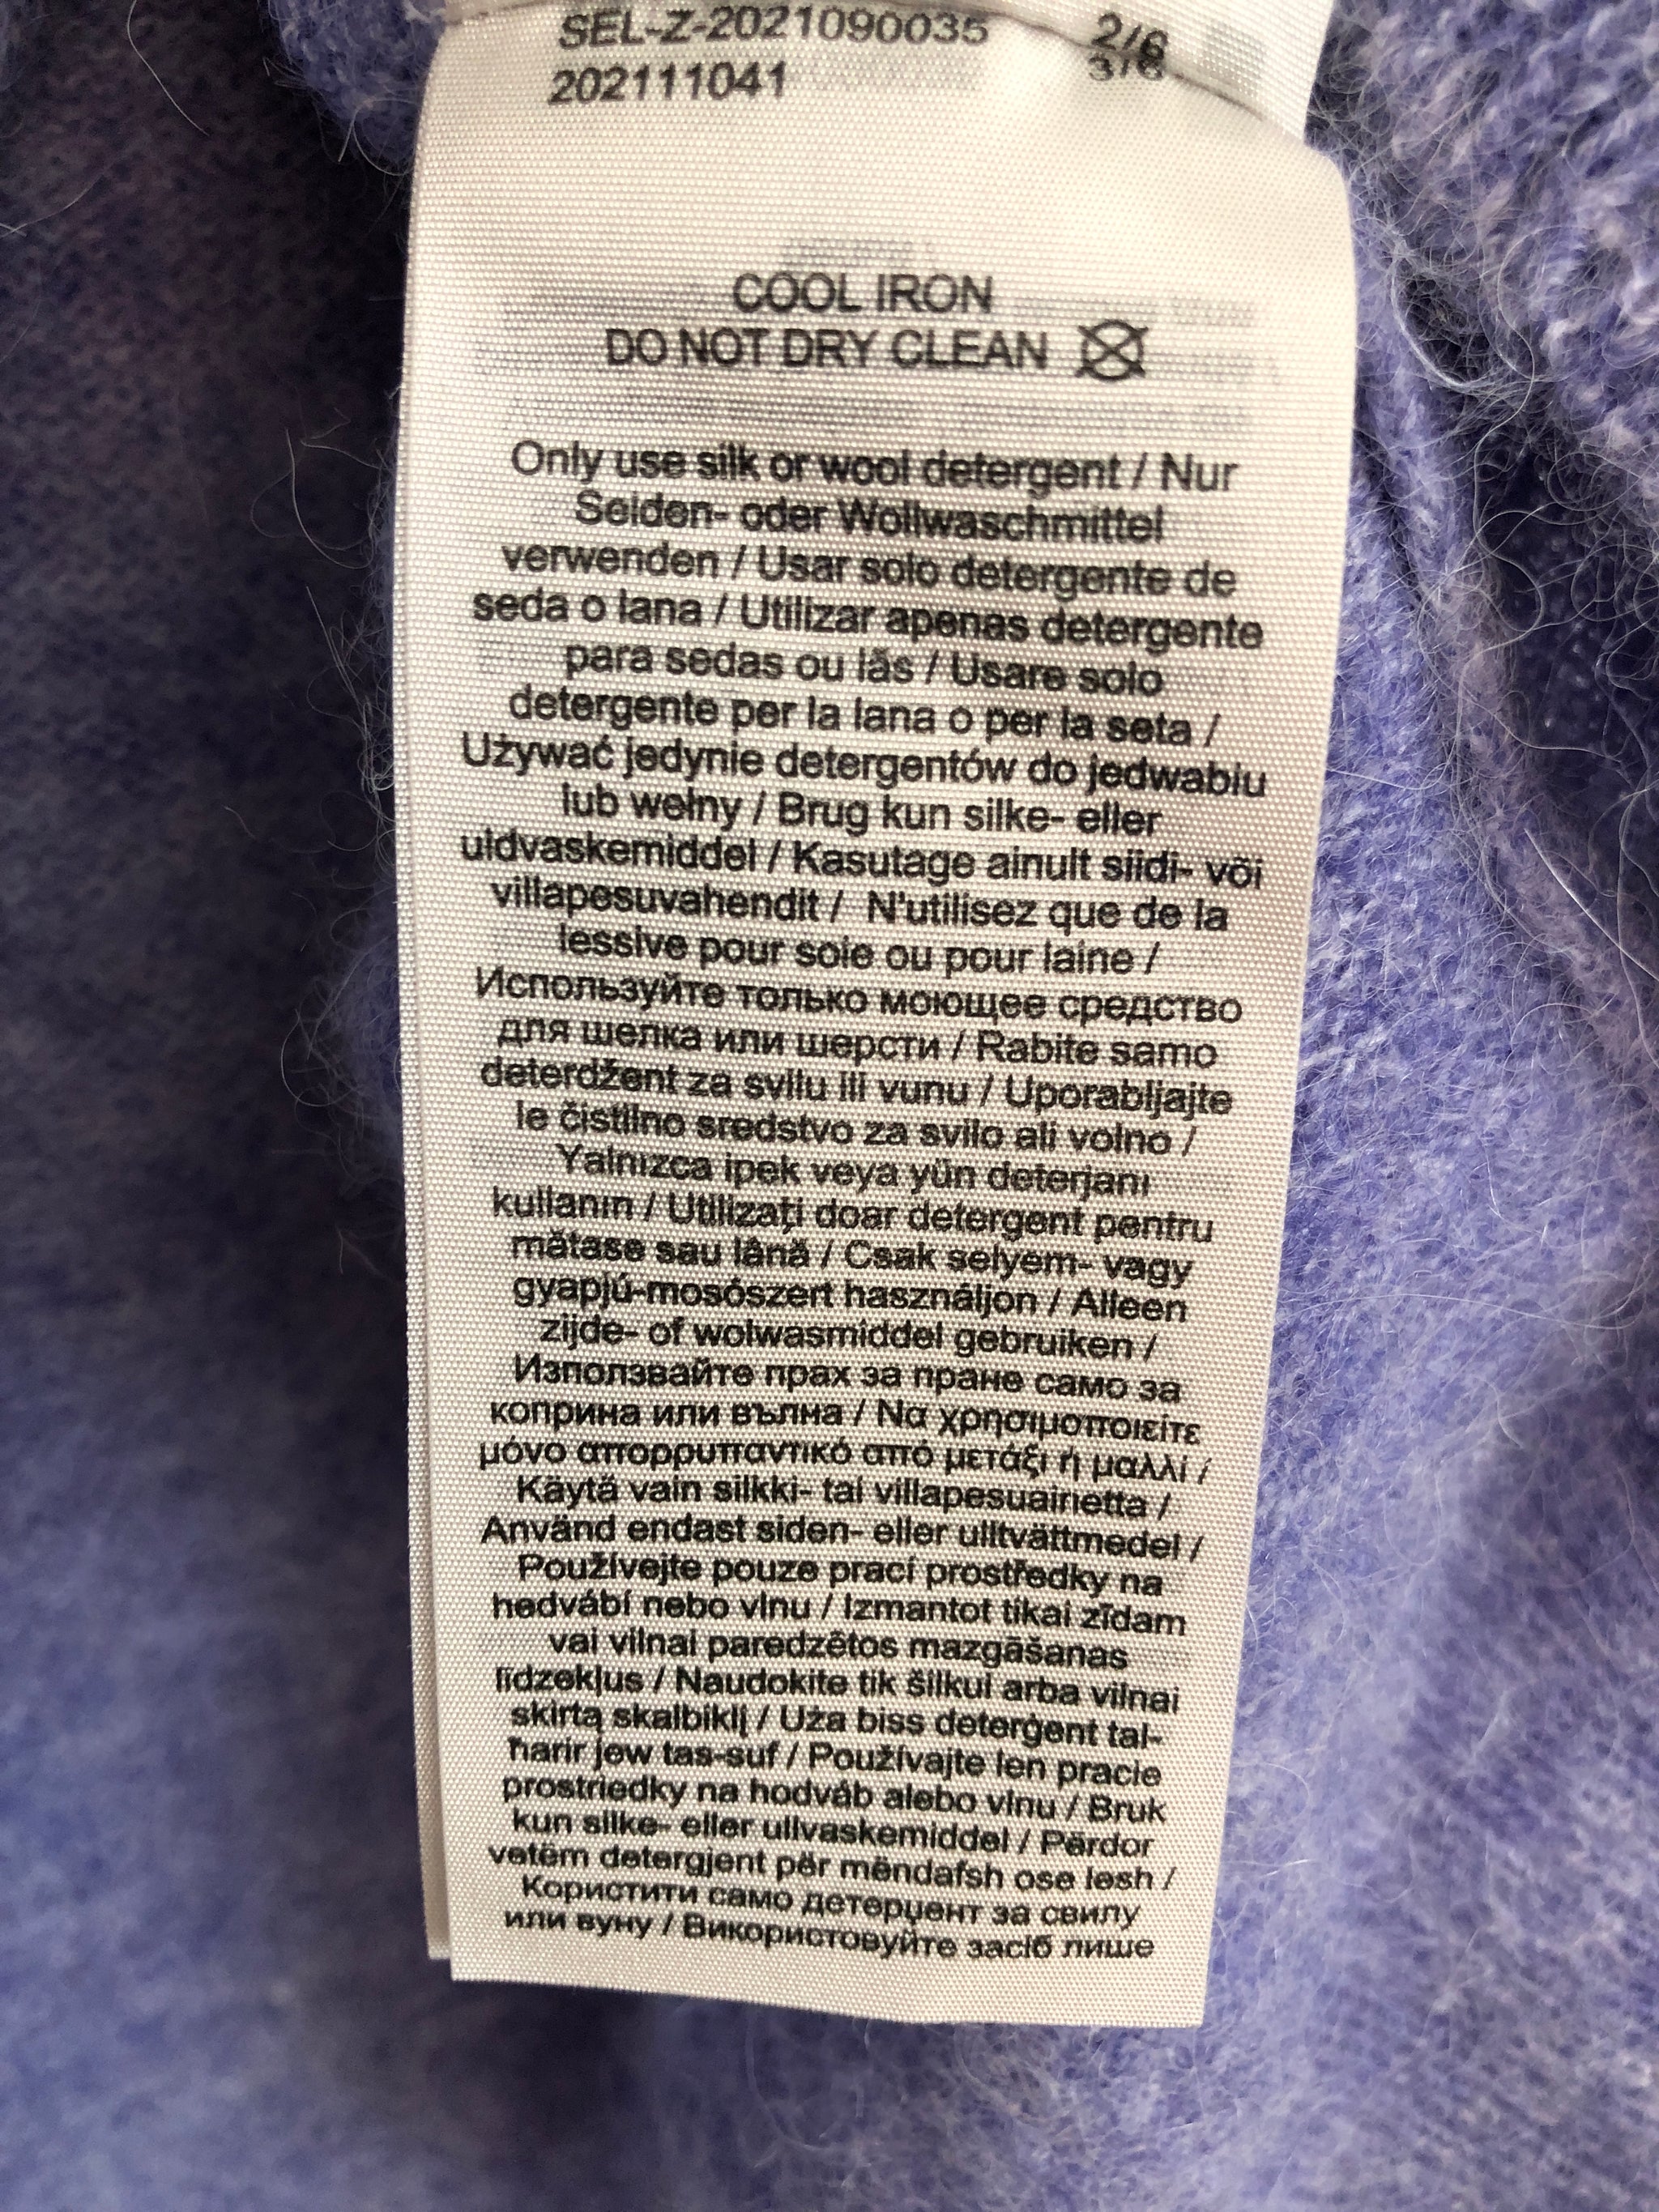 SEL-Z-2021090035 2/6
202111041 3/6
COOL IRON
DO NOT DRY CLEAN
Only use silk or wool detergent / Nur
Seiden- oder Wollwaschmittel
verwenden / Usar solo detergente de
seda o lana / Utilizar apenas detergente
para sedas ou lãs / Usare solo
detergente per la lana o per la seta /
Używać jedynie detergentów do jedwabiu
lub wełny / Brug kun silke- eller
uldvaskemiddel / Kasutage ainult siidi- või
villapesuvahendit / N'utilisez que de la
lessive pour soie ou pour laine /
Используйте только моющее средство
для шелка или шерсти / Rabite samo
deterdžent za svilu ili vunu / Uporabljajte
le čistilno sredstvo za svilo ali volno /
Yalnızca ipek veya yün deterjanı
kullanın / Utilizaţi doar detergent pentru
mătase sau lână / Csak selyem- vagy
gyapjú-mosószert használjon / Alleen
zijde- of wolwasmiddel gebruiken /
Използвайте прах за пране само за
коприна или вълна / Να χρησιμοποιείτε
μόνο απορρυπαντικό από μετάξι ή μαλλί /
Käytä vain silkki- tai villapesuainetta /
Använd endast siden- eller ulltvättmedel /
Používejte pouze prací prostředky na
hedvábí nebo vlnu / Izmantot tikai zīdam
vai vilnai paredzētos mazgāšanas
līdzekļus / Naudokite tik šilkui arba vilnai
skirtą skalbiklį / Uża biss deterġent tal-
ħarir jew tas-suf / Používajte len pracie
prostriedky na hodváb alebo vlnu / Bruk
kun silke- eller ullvaskemiddel / Përdor
vetëm detergjent për mëndafsh ose lesh /
Користити само детерџент за свилу
или вуну / Використовуйте засіб лише